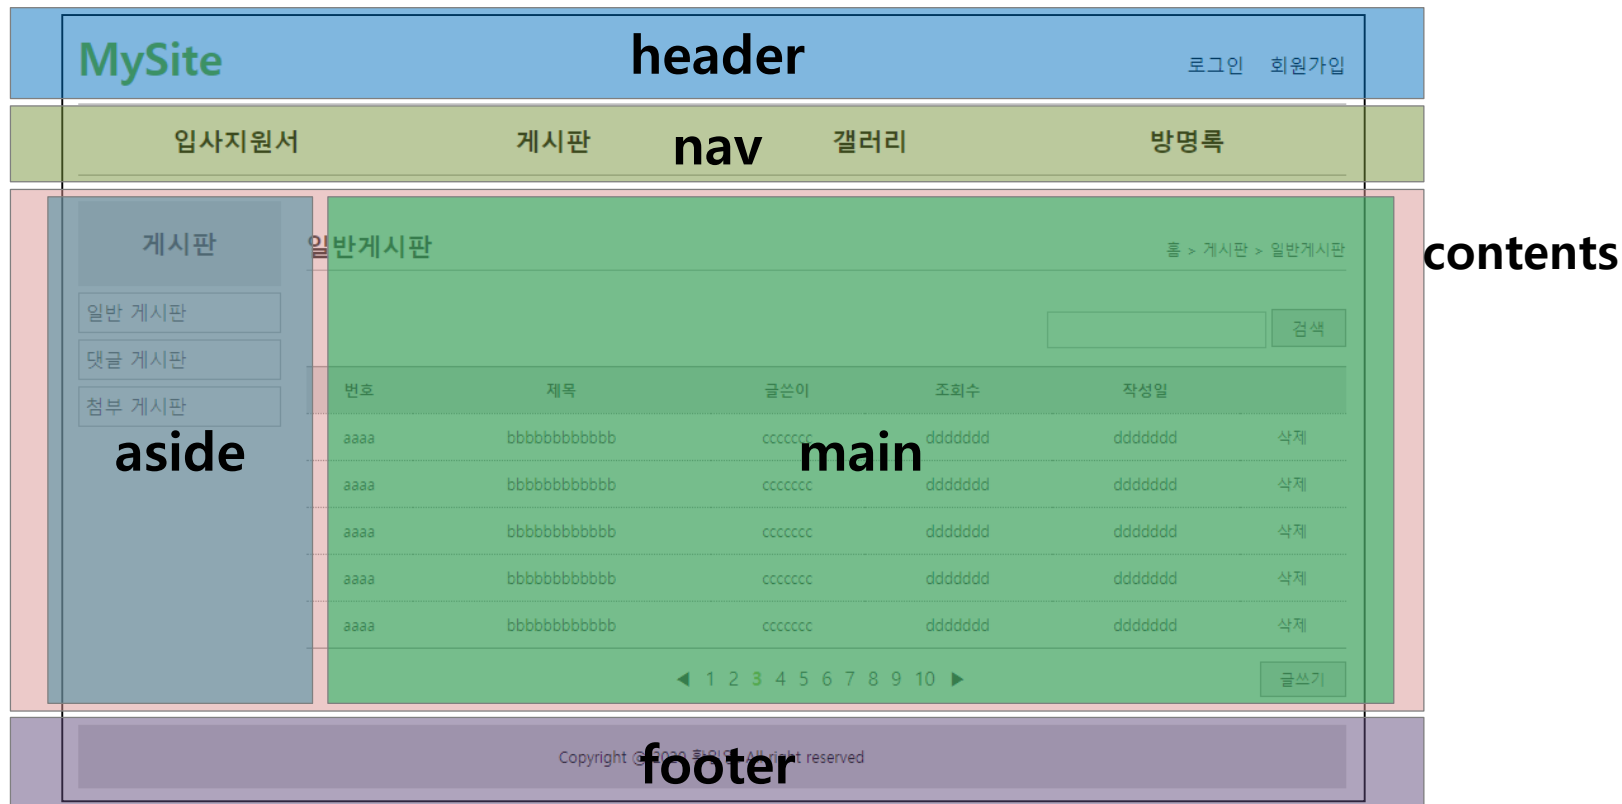 MySite
header
로그인 회원가입
입사지원서 게시판 nav 갤러리 방명록
게시판
일반 게시판
댓글 게시판
첨부 게시판
aside
일반게시판
홈 > 게시판 > 일반게시판
contents
검색
번호 제목 글쓴이 조회수 작성일
aaaa bbbbbbbbbbbb ccccccc ddddddd ddddddd 삭제
main
aaaa bbbbbbbbbbbb ccccccc ddddddd ddddddd 삭제
aaaa bbbbbbbbbbbb ccccccc ddddddd ddddddd 삭제
aaaa bbbbbbbbbbbb ccccccc ddddddd ddddddd 삭제
aaaa bbbbbbbbbbbb ccccccc ddddddd ddddddd 삭제
◀ 1 2 3 4 5 6 7 8 9 10 ▶
글쓰기
Copyright © 2020 All right reserved
footer